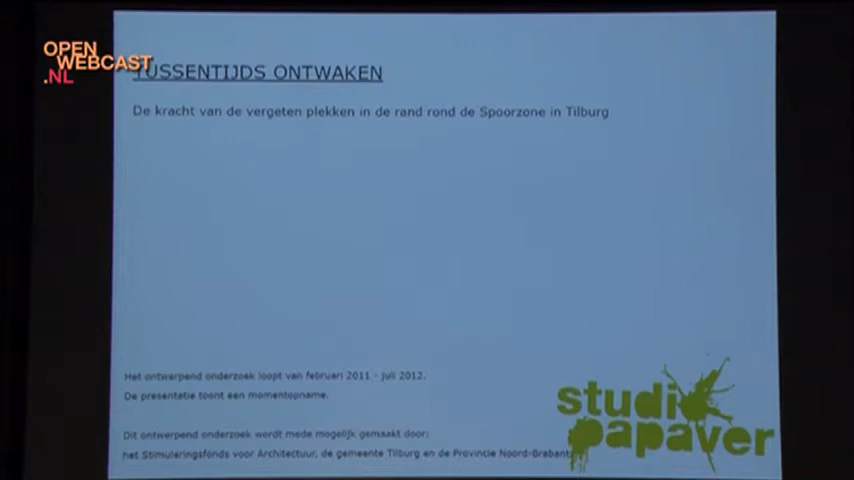 OPEN
WEBCAST
.NL
TUSSENTIJDS ONTWAKEN
De kracht van de vergeten plekken in de rand rond de Spoorzone in Tilburg
Het ontwerpend onderzoek loopt van februari 2011 - juli 2012.
De presentatie toont een momentopname.
Dit ontwerpend onderzoek wordt mede mogelijk gemaakt door:
het Stimuleringsfonds voor Architectuur, de gemeente Tilburg en de Provincie Noord-Brabant
studio
papaver